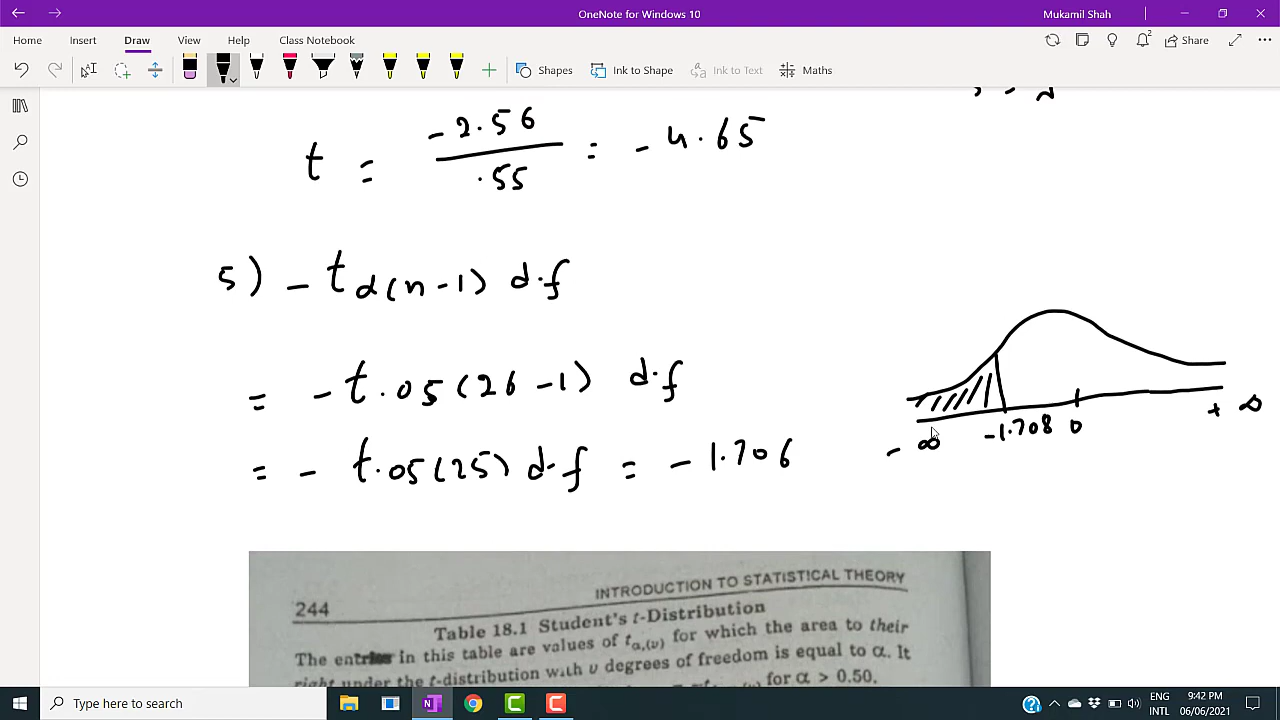 OneNote for Windows 10
Mukamil Shah
Home Insert Draw View Help Class Notebook
Share
Shapes Ink to Shape Ink to Text Maths
t = -2.56 / .55 = -4.65
5) - tα(n-1) d.f
= - t.05(26-1) d.f
= - t.05(25) d.f = -1.706
-∞ -1.708 0 +∞
244 INTRODUCTION TO STATISTICAL THEORY
Table 18.1 Student's t-Distribution
The entries in this table are values of tα,(υ) for which the area to their
right under the t-distribution with υ degrees of freedom is equal to α. It
for α > 0.50.
Type here to search
ENG
INTL
9:42 PM
06/06/2021